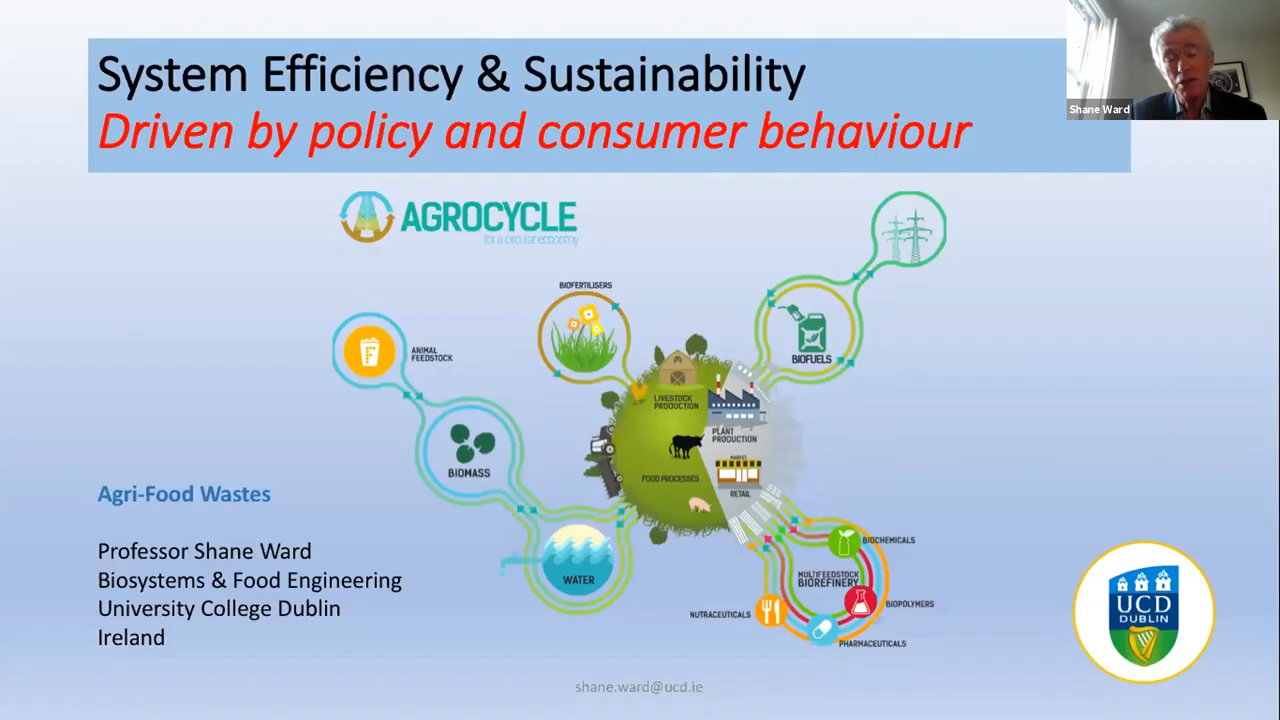 System Efficiency & Sustainability
Driven by policy and consumer behaviour
Shane Ward
AGROCYCLE
for a circular economy
BIOFERTILISERS
ANIMAL
FEEDSTOCK
BIOMASS
WATER
LIVESTOCK
PRODUCTION
PLANT
PRODUCTION
FOOD PROCESSES
MARKET
RETAIL
BIOFUELS
BIOCHEMICALS
MULTIFEEDSTOCK
BIOREFINERY
BIOPOLYMERS
NUTRACEUTICALS
PHARMACEUTICALS
Agri-Food Wastes
Professor Shane Ward
Biosystems & Food Engineering
University College Dublin
Ireland
UCD
DUBLIN
shane.ward@ucd.ie